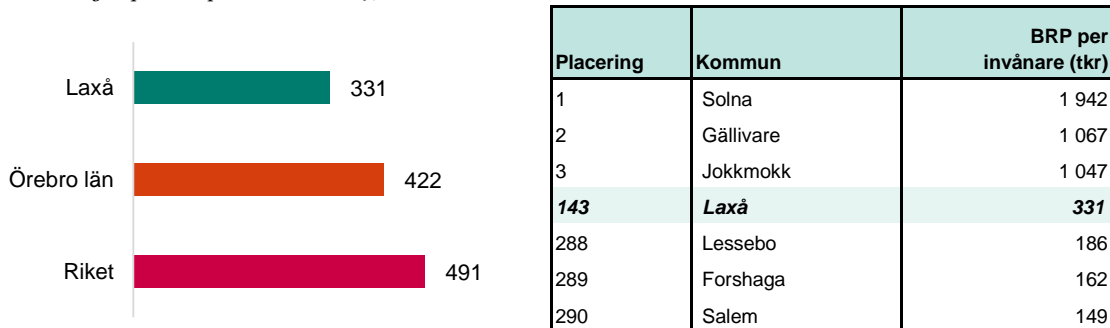 Laxå 331
Örebro län 422
Riket 491
Placering Kommun BRP per invånare (tkr)
1 Solna 1 942
2 Gällivare 1 067
3 Jokkmokk 1 047
143 Laxå 331
288 Lessebo 186
289 Forshaga 162
290 Salem 149